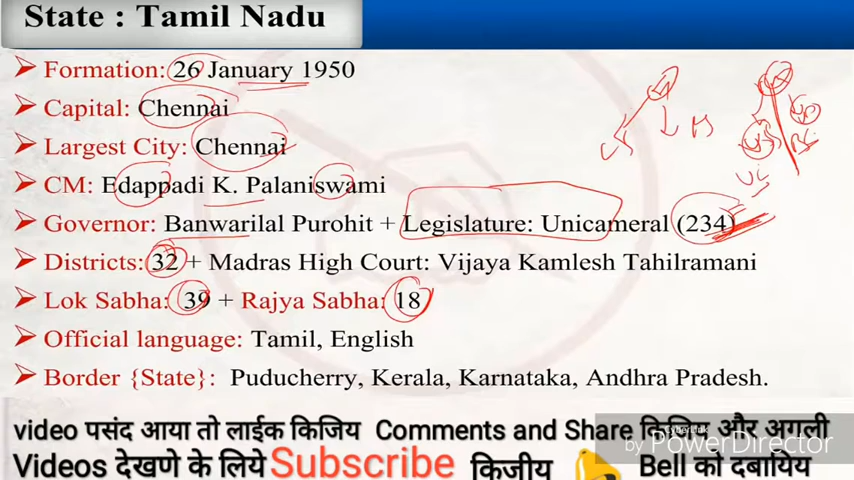 State : Tamil Nadu
Formation: 26 January 1950
Capital: Chennai
Largest City: Chennai
CM: Edappadi K. Palaniswami
Governor: Banwarilal Purohit + Legislature: Unicameral (234)
Districts: 32 + Madras High Court: Vijaya Kamlesh Tahilramani
Lok Sabha: 39 + Rajya Sabha: 18
Official language: Tamil, English
Border {State}: Puducherry, Kerala, Karnataka, Andhra Pradesh.
video पसंद आया तो लाईक किजिय Comments and Share किजिय और अगली
by PowerDirector
Videos देखणे के लिये Subscribe किजीय Bell को दबायिय